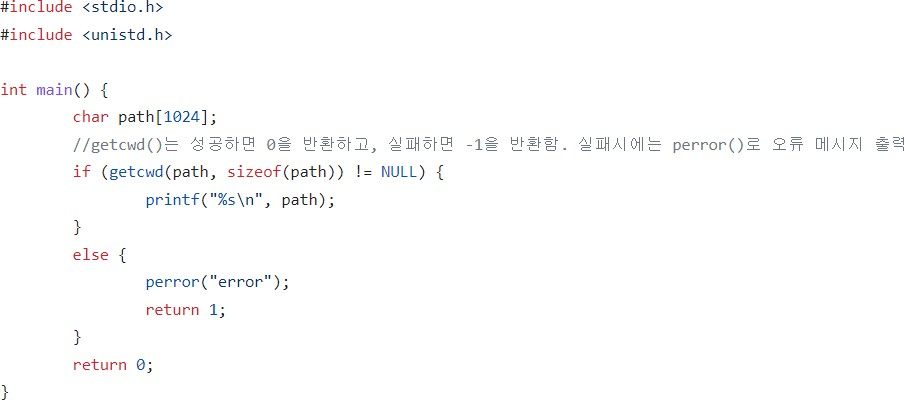 #include <stdio.h>
#include <unistd.h>
int main() {
char path[1024];
//getcwd()는 성공하면 0을 반환하고, 실패하면 -1을 반환함. 실패시에는 perror()로 오류 메시지 출력
if (getcwd(path, sizeof(path)) != NULL) {
printf("%s\n", path);
}
else {
perror("error");
return 1;
}
return 0;
}